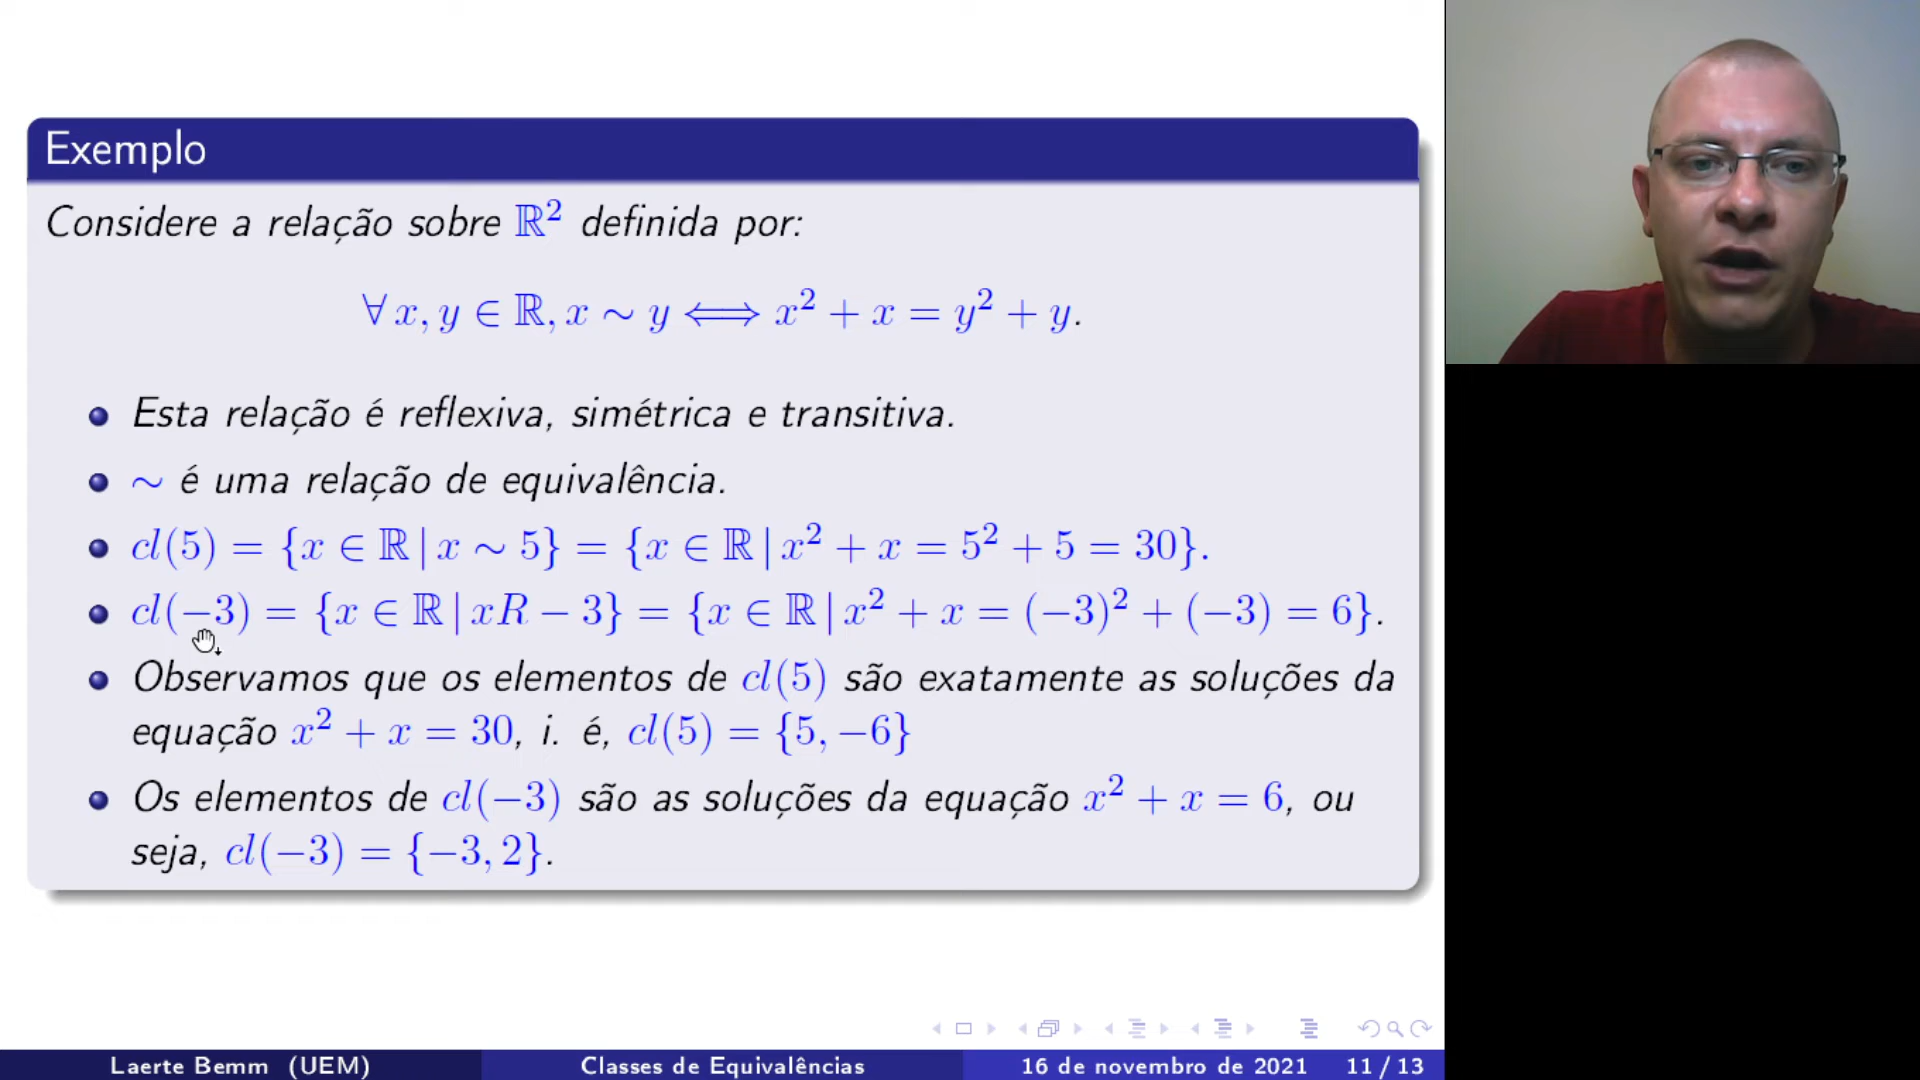 Exemplo
Considere a relação sobre ℝ² definida por:
∀ x, y ∈ ℝ, x ∼ y ⟺ x² + x = y² + y.
Esta relação é reflexiva, simétrica e transitiva.
∼ é uma relação de equivalência.
cl(5) = {x ∈ ℝ | x ∼ 5} = {x ∈ ℝ | x² + x = 5² + 5 = 30}.
cl(−3) = {x ∈ ℝ | xR − 3} = {x ∈ ℝ | x² + x = (−3)² + (−3) = 6}.
Observamos que os elementos de cl(5) são exatamente as soluções da
equação x² + x = 30, i. é, cl(5) = {5, −6}
Os elementos de cl(−3) são as soluções da equação x² + x = 6, ou
seja, cl(−3) = {−3, 2}.
Laerte Bemm (UEM) Classes de Equivalências 16 de novembro de 2021 11 / 13